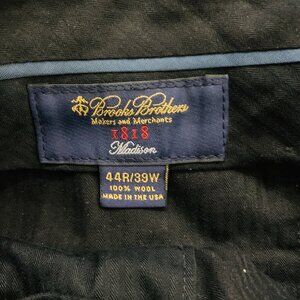 Brooks Brothers
Makers and Merchants
1818
Madison
44R/39W
100% WOOL
MADE IN THE USA